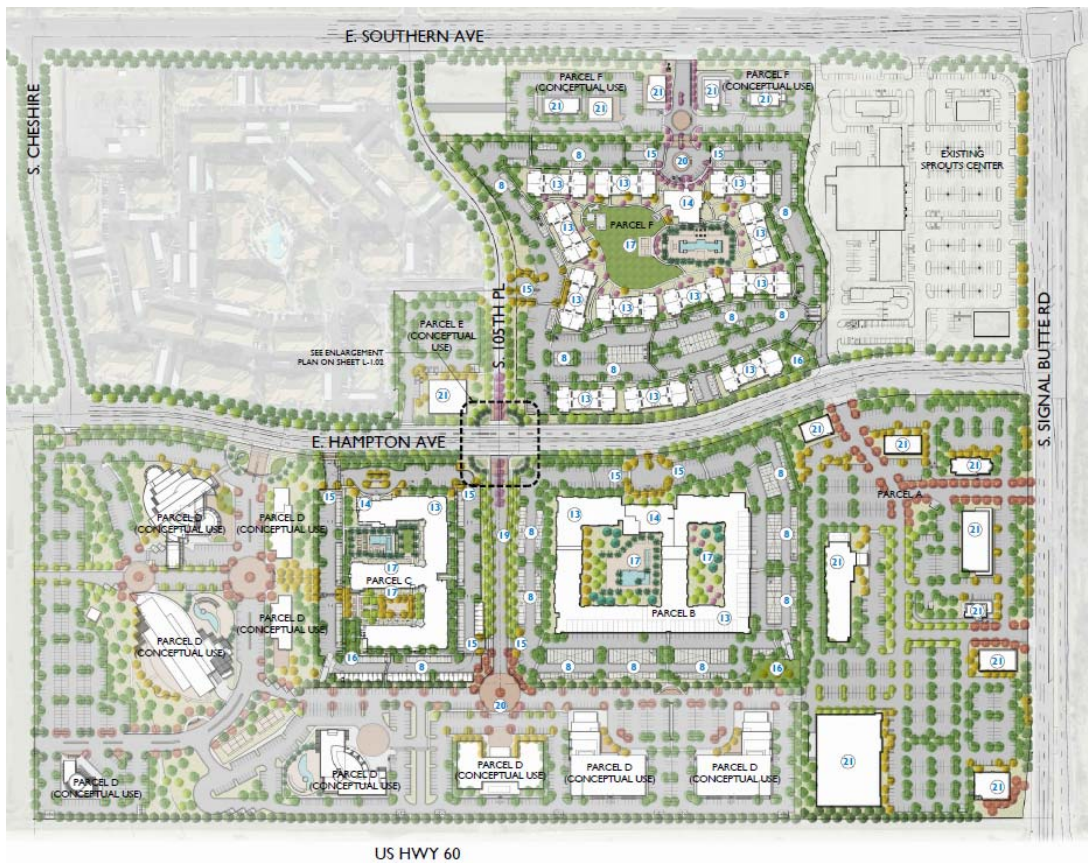 E. SOUTHERN AVE
S. CHESHIRE
PARCEL F
(CONCEPTUAL USE)
PARCEL F
(CONCEPTUAL USE)
21
21
21
21
21
EXISTING
SPROUTS CENTER
8
15
20
15
8
13
13
13
14
8
13
PARCEL F
17
13
15
13
13
13
13
8
8
8
8
13
13
13
16
S. 105TH PL
S. SIGNAL BUTTE RD
PARCEL E
(CONCEPTUAL
USE)
SEE ENLARGEMENT
PLAN ON SHEET L-1.02
21
E. HAMPTON AVE
21
21
21
PARCEL A
21
21
21
21
21
21
PARCEL D
(CONCEPTUAL USE)
PARCEL D
(CONCEPTUAL USE)
PARCEL D
(CONCEPTUAL USE)
PARCEL D
(CONCEPTUAL USE)
15
14
13
15
17
PARCEL C
17
15
16
8
19
15
15
8
8
8
8
8
13
14
17
17
PARCEL B
13
15
8
8
8
16
20
PARCEL D
(CONCEPTUAL USE)
PARCEL D
(CONCEPTUAL USE)
PARCEL D
(CONCEPTUAL USE)
PARCEL D
(CONCEPTUAL USE)
PARCEL D
(CONCEPTUAL USE)
US HWY 60